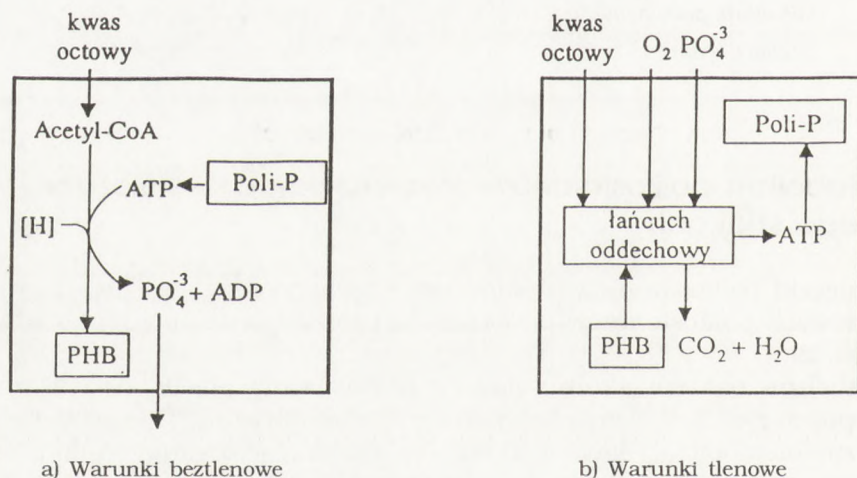 kwas
octowy
Acetyl-CoA
ATP
Poli-P
[H]
PO₄⁻³ + ADP
PHB
a) Warunki beztlenowe
kwas
octowy
O₂ PO₄⁻³
Poli-P
łańcuch
oddechowy
ATP
PHB
CO₂ + H₂O
b) Warunki tlenowe